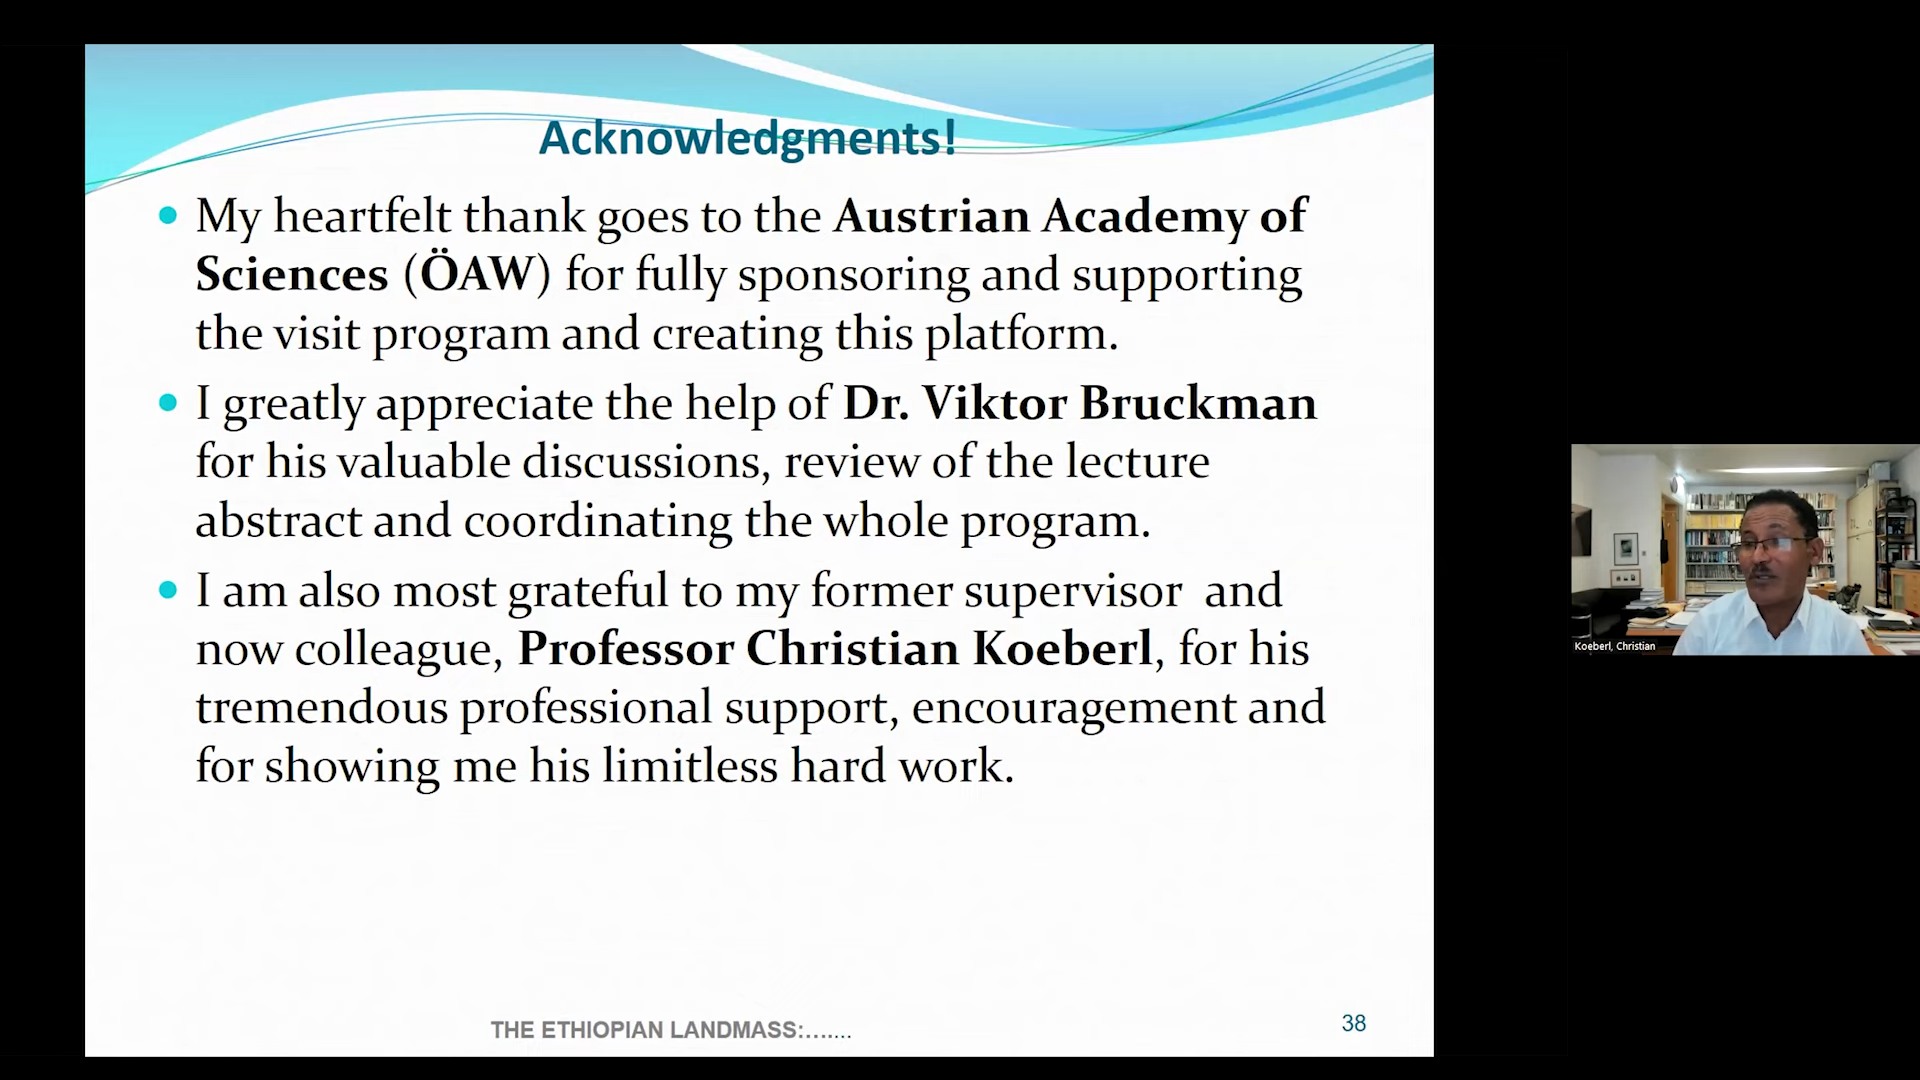 Acknowledgments!
• My heartfelt thank goes to the Austrian Academy of
Sciences (ÖAW) for fully sponsoring and supporting
the visit program and creating this platform.
• I greatly appreciate the help of Dr. Viktor Bruckman
for his valuable discussions, review of the lecture
abstract and coordinating the whole program.
• I am also most grateful to my former supervisor  and
now colleague, Professor Christian Koeberl, for his
tremendous professional support, encouragement and
for showing me his limitless hard work.
THE ETHIOPIAN LANDMASS:…....
38
Koeberl, Christian